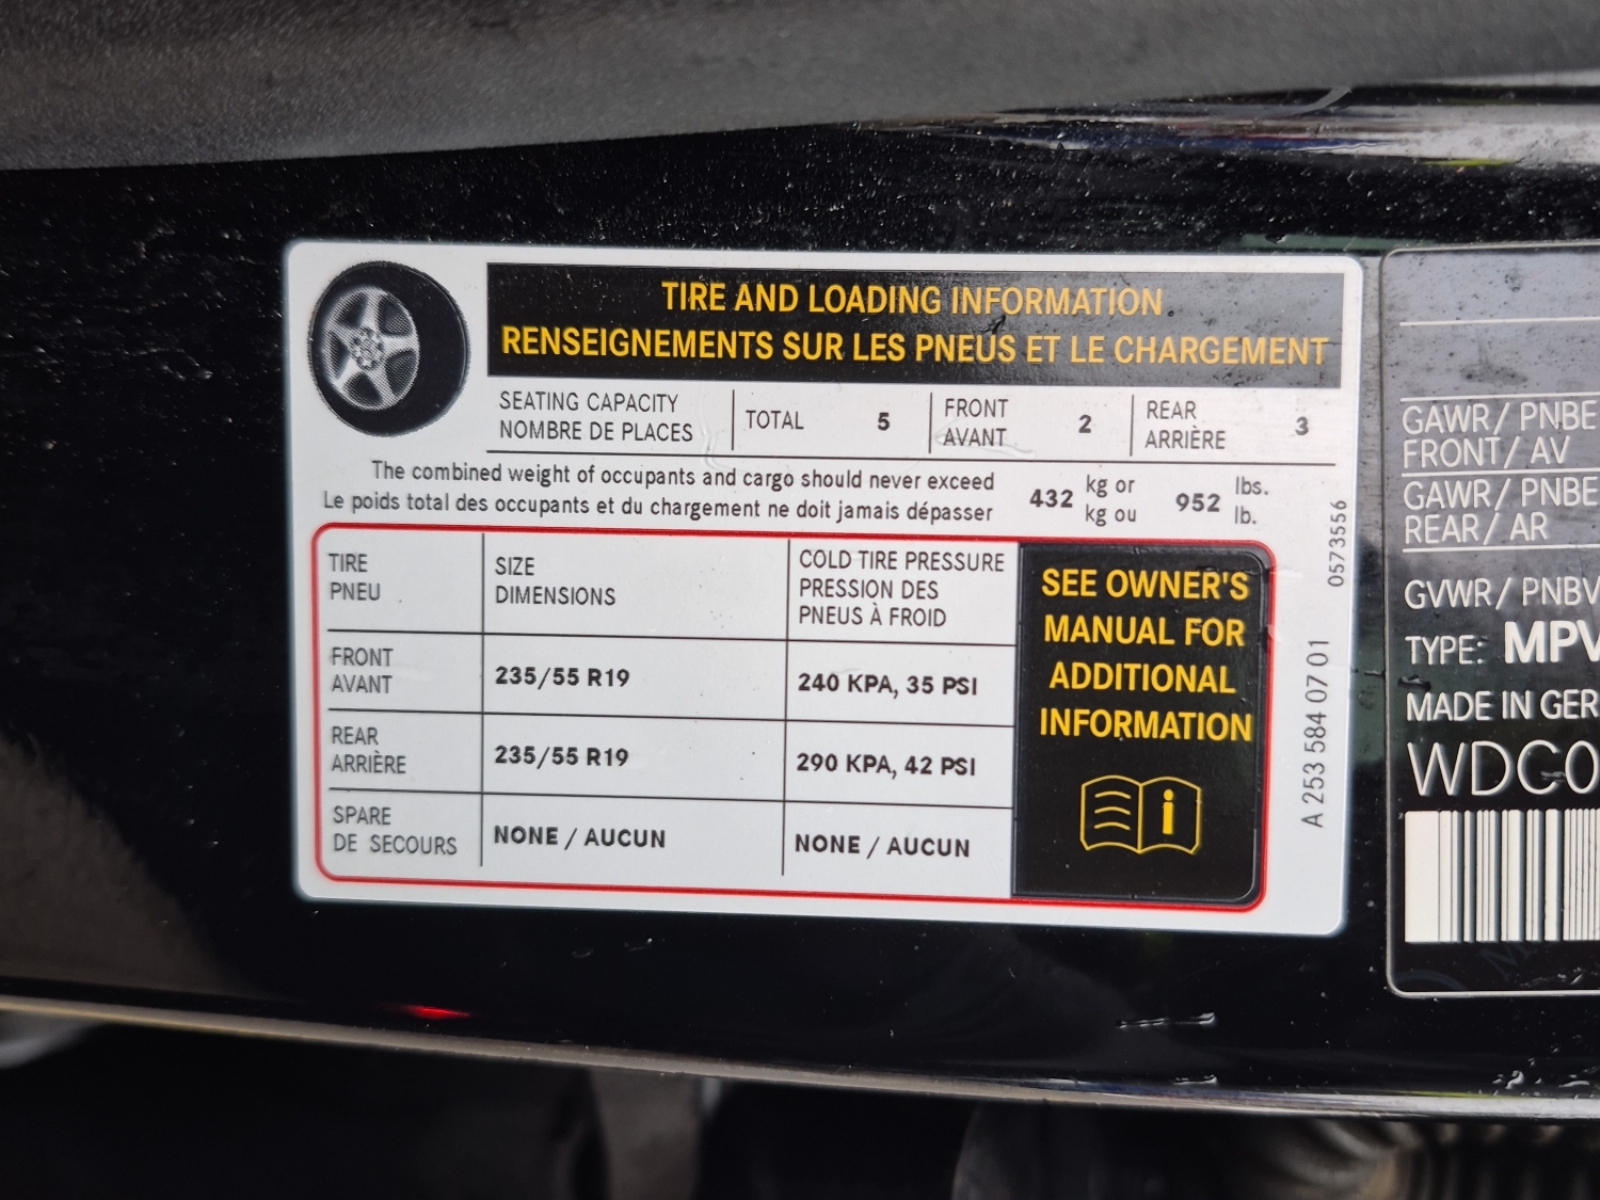 TIRE AND LOADING INFORMATION
RENSEIGNEMENTS SUR LES PNEUS ET LE CHARGEMENT
SEATING CAPACITY
NOMBRE DE PLACES
TOTAL 5
FRONT
AVANT
2
REAR
ARRIÈRE
3
The combined weight of occupants and cargo should never exceed
Le poids total des occupants et du chargement ne doit jamais dépasser
432
kg or
kg ou
952
lbs.
lb.
TIRE
PNEU
SIZE
DIMENSIONS
COLD TIRE PRESSURE
PRESSION DES
PNEUS À FROID
FRONT
AVANT
235/55 R19
240 KPA, 35 PSI
REAR
ARRIÈRE
235/55 R19
290 KPA, 42 PSI
SPARE
DE SECOURS
NONE / AUCUN
NONE / AUCUN
SEE OWNER'S
MANUAL FOR
ADDITIONAL
INFORMATION
0573556
A 253 584 07 01
GAWR / PNBE
FRONT / AV
GAWR / PNBE
REAR / AR
GVWR / PNBV
TYPE: MPV
MADE IN GER
WDC0